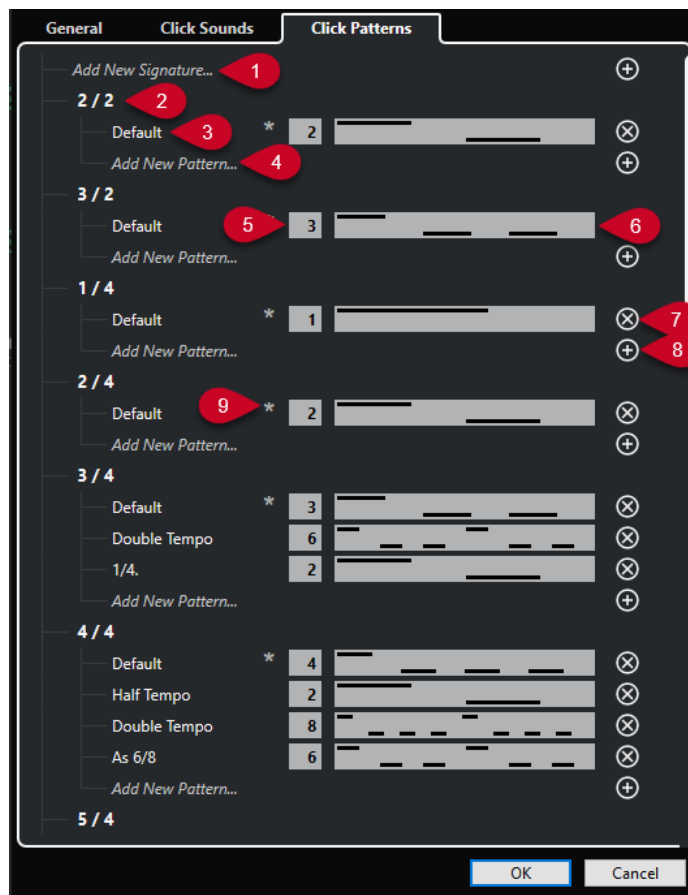 General Click Sounds Click Patterns
Add New Signature... 1
2 / 2 2
Default 3 * 2
Add New Pattern... 4
3 / 2
Default 5 3 6
Add New Pattern...
1 / 4
Default * 1 7
Add New Pattern... 8
2 / 4
Default 9 * 2
Add New Pattern...
3 / 4
Default * 3
Double Tempo 6
1/4. 2
Add New Pattern...
4 / 4
Default * 4
Half Tempo 2
Double Tempo 8
As 6/8 6
Add New Pattern...
5 / 4
OK Cancel